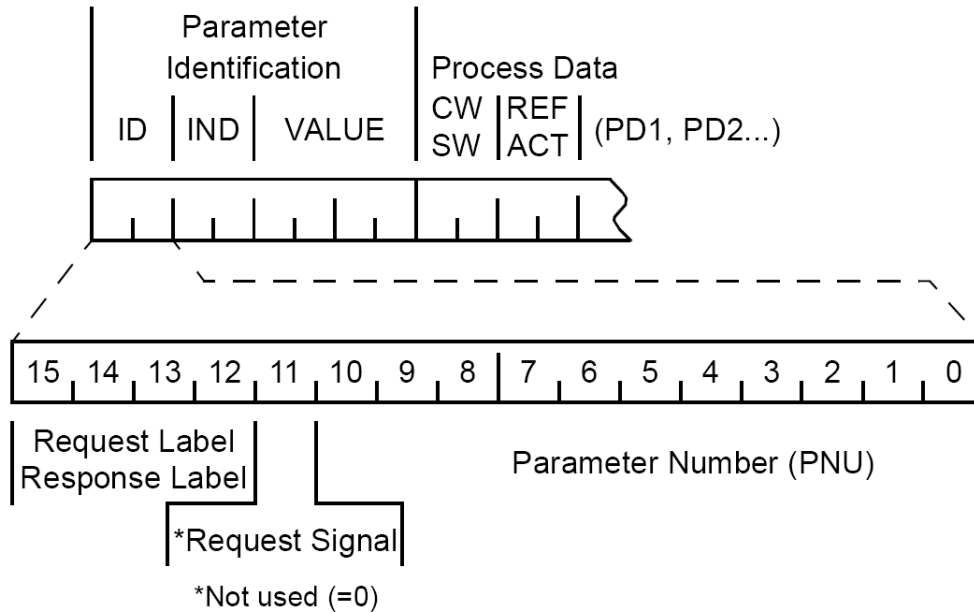 Parameter
Identification
Process Data
ID IND VALUE CW REF (PD1, PD2...)
SW ACT
15 14 13 12 11 10 9 8 7 6 5 4 3 2 1 0
Request Label
Response Label
Parameter Number (PNU)
*Request Signal
*Not used (=0)